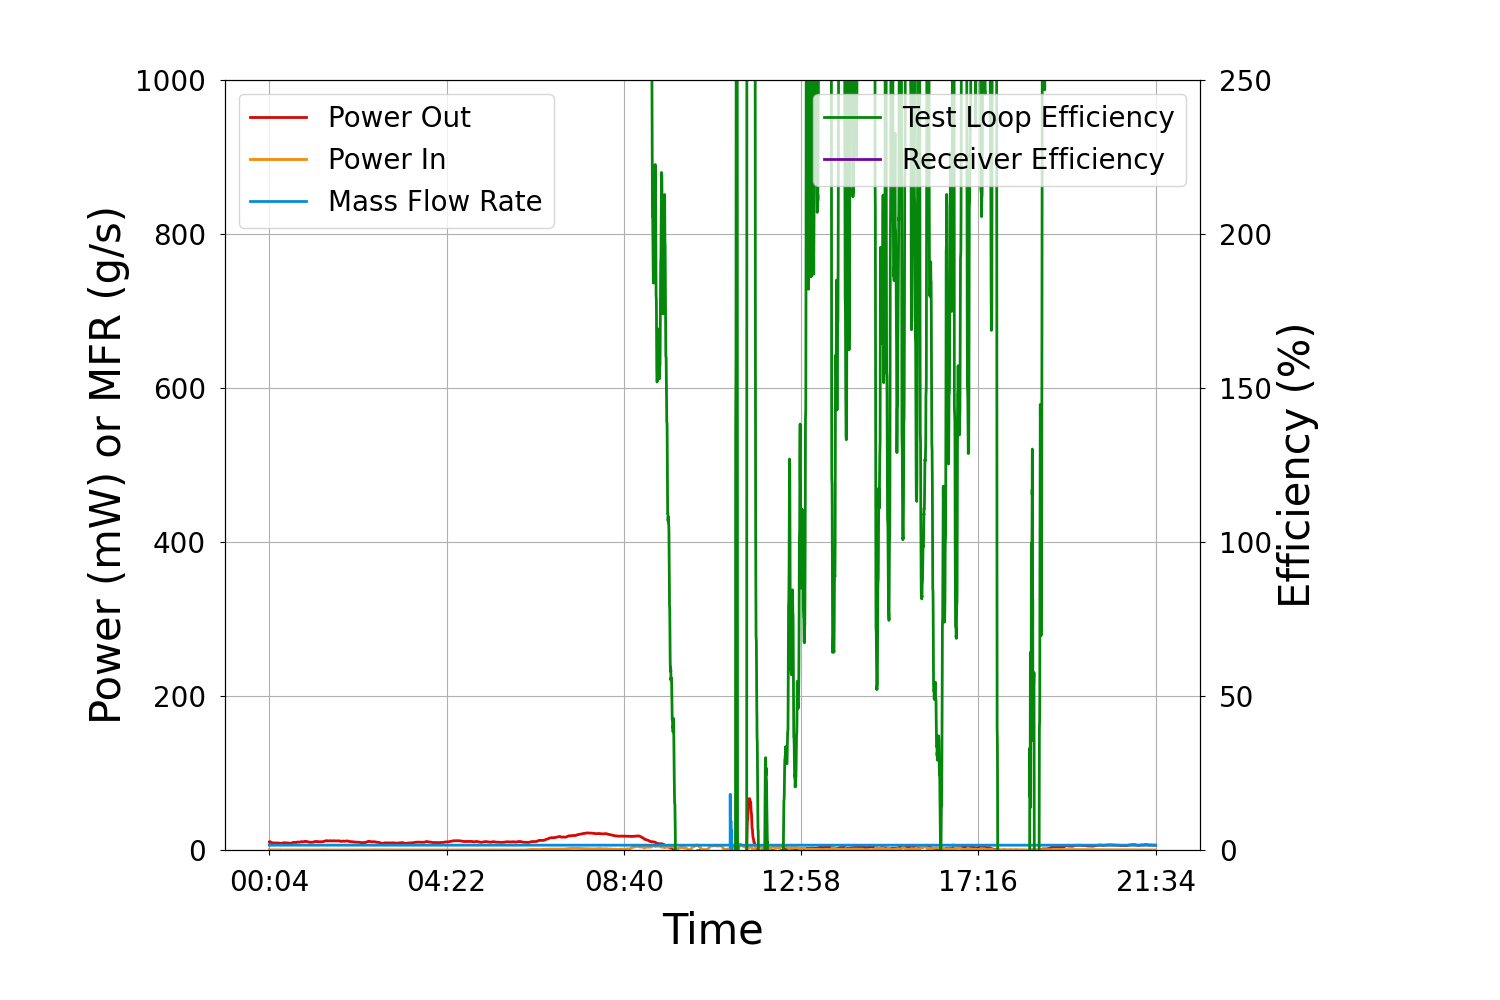 1000
800
600
400
200
0
Power (mW) or MFR (g/s)
Power Out
Power In
Mass Flow Rate
Test Loop Efficiency
Receiver Efficiency
250
200
150
100
50
0
Efficiency (%)
00:04 04:22 08:40 12:58 17:16 21:34
Time